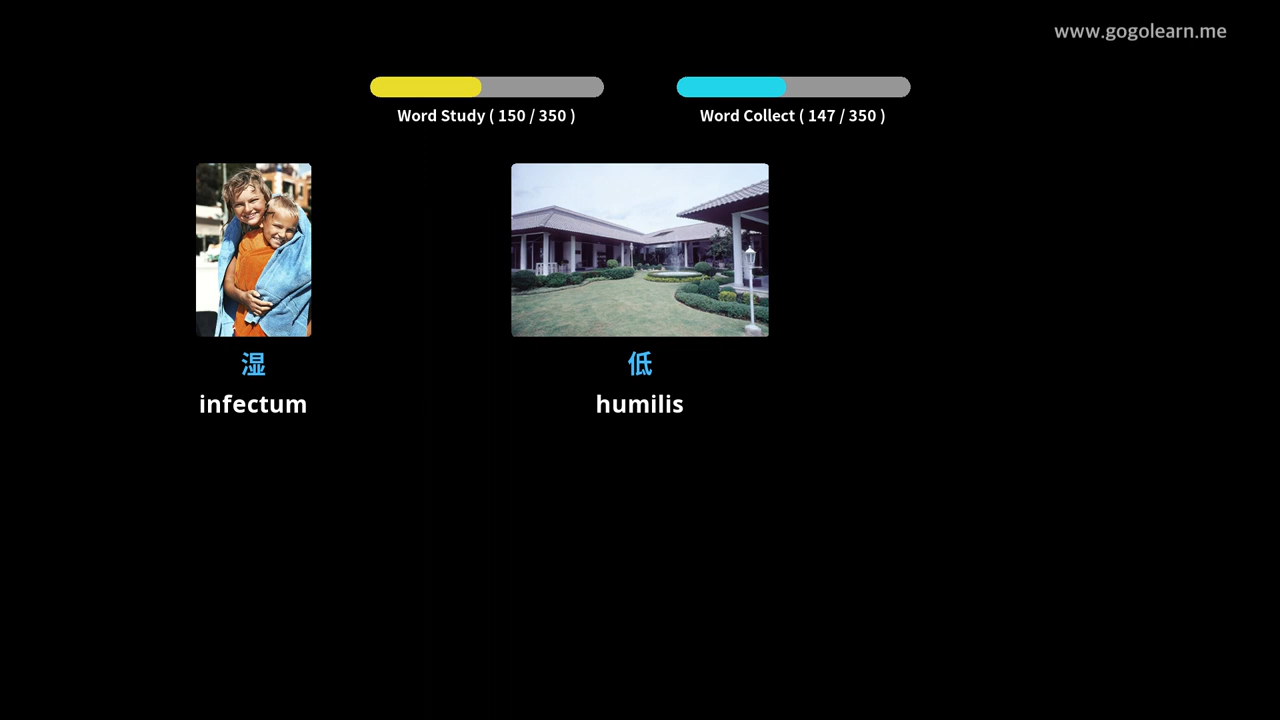 www.gogolearn.me
Word Study ( 150 / 350 )
Word Collect ( 147 / 350 )
湿
infectum
低
humilis